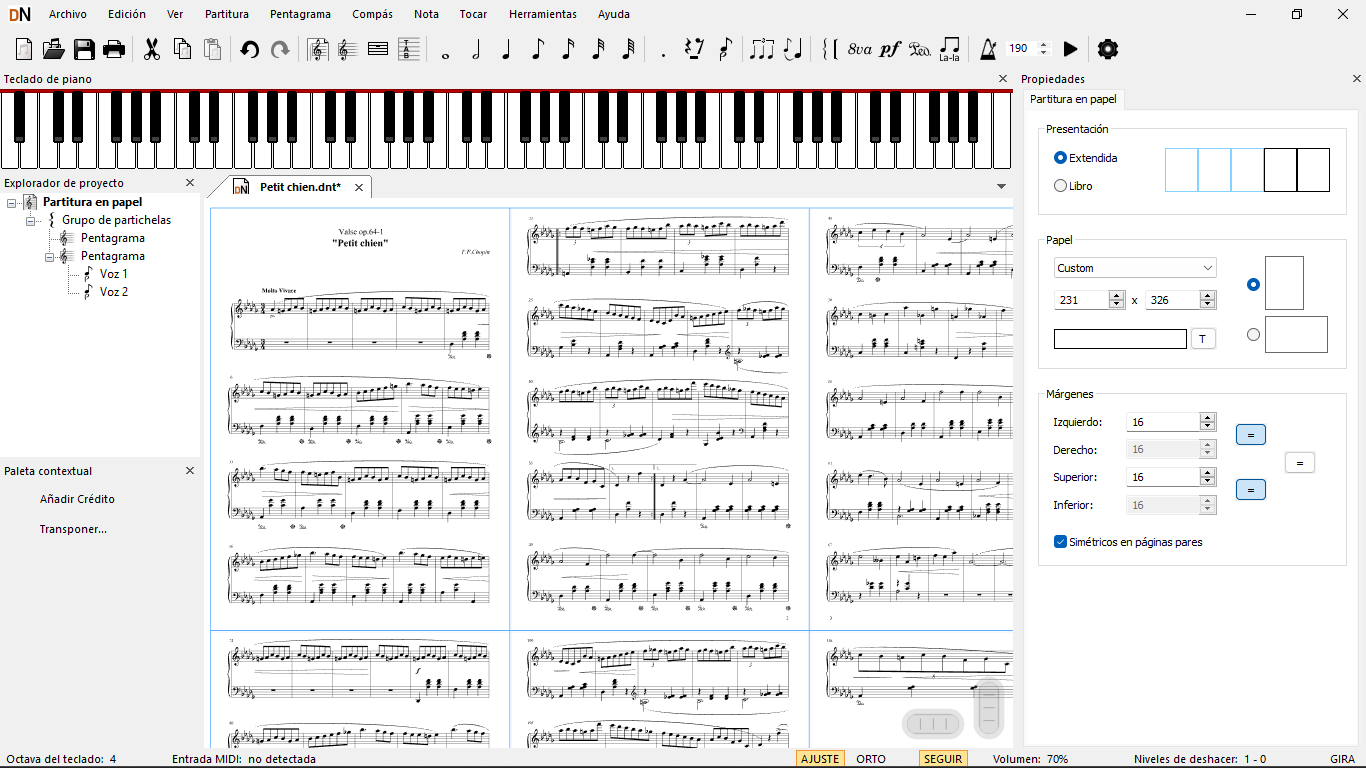 DN Archivo Edición Ver Partitura Pentagrama Compás Nota Tocar Herramientas Ayuda
8va pf Ped. La-la 190
Teclado de piano
Explorador de proyecto
Partitura en papel
Grupo de partichelas
Pentagrama
Pentagrama
Voz 1
Voz 2
Paleta contextual
Añadir Crédito
Transponer...
DN Petit chien.dnt*
Valse op.64-1
"Petit chien"
F.F.Chopin
Molto Vivace
Propiedades
Partitura en papel
Presentación
Extendida
Libro
Papel
Custom
231 x 326
T
Márgenes
Izquierdo: 16
=
Derecho: 16
=
Superior: 16
=
Inferior: 16
Simétricos en páginas pares
Octava del teclado: 4 Entrada MIDI: no detectada AJUSTE ORTO SEGUIR Volumen: 70% Niveles de deshacer: 1 - 0 GIRA